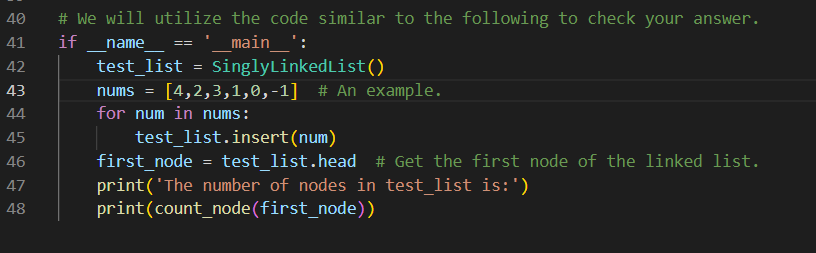 40 # We will utilize the code similar to the following to check your answer.
41 if __name__ == '__main__':
42 test_list = SinglyLinkedList()
43 nums = [4,2,3,1,0,-1]  # An example.
44 for num in nums:
45 test_list.insert(num)
46 first_node = test_list.head  # Get the first node of the linked list.
47 print('The number of nodes in test_list is:')
48 print(count_node(first_node))